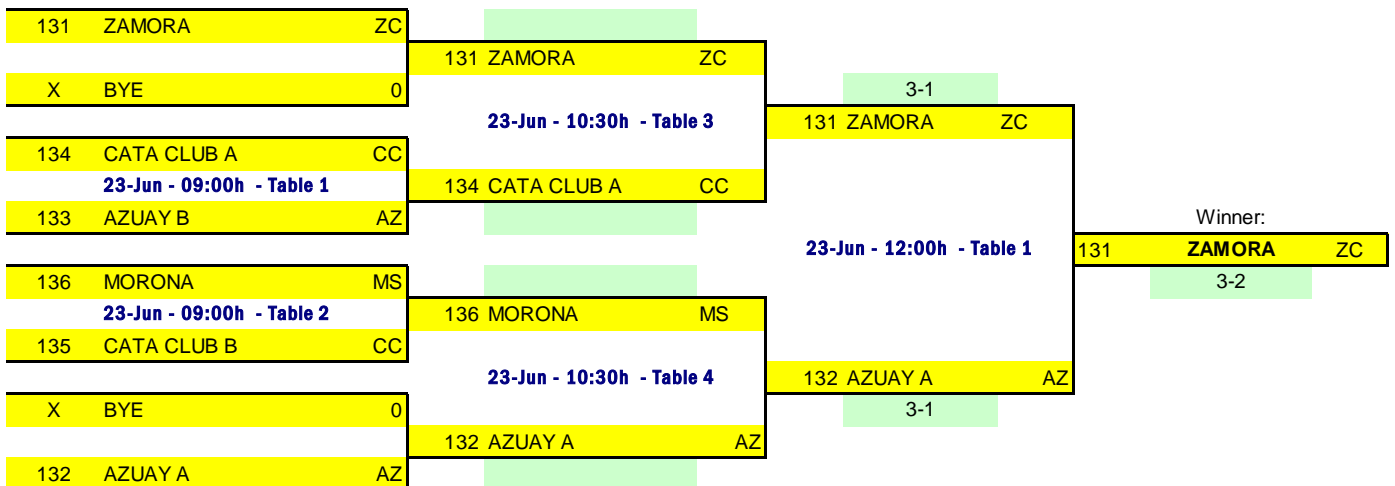 131 ZAMORA ZC
X BYE 0
134 CATA CLUB A CC
23-Jun - 09:00h - Table 1
133 AZUAY B AZ
136 MORONA MS
23-Jun - 09:00h - Table 2
135 CATA CLUB B CC
X BYE 0
132 AZUAY A AZ
131 ZAMORA ZC
23-Jun - 10:30h - Table 3
134 CATA CLUB A CC
136 MORONA MS
23-Jun - 10:30h - Table 4
132 AZUAY A AZ
3-1
131 ZAMORA ZC
23-Jun - 12:00h - Table 1
132 AZUAY A AZ
3-1
Winner:
131 ZAMORA ZC
3-2